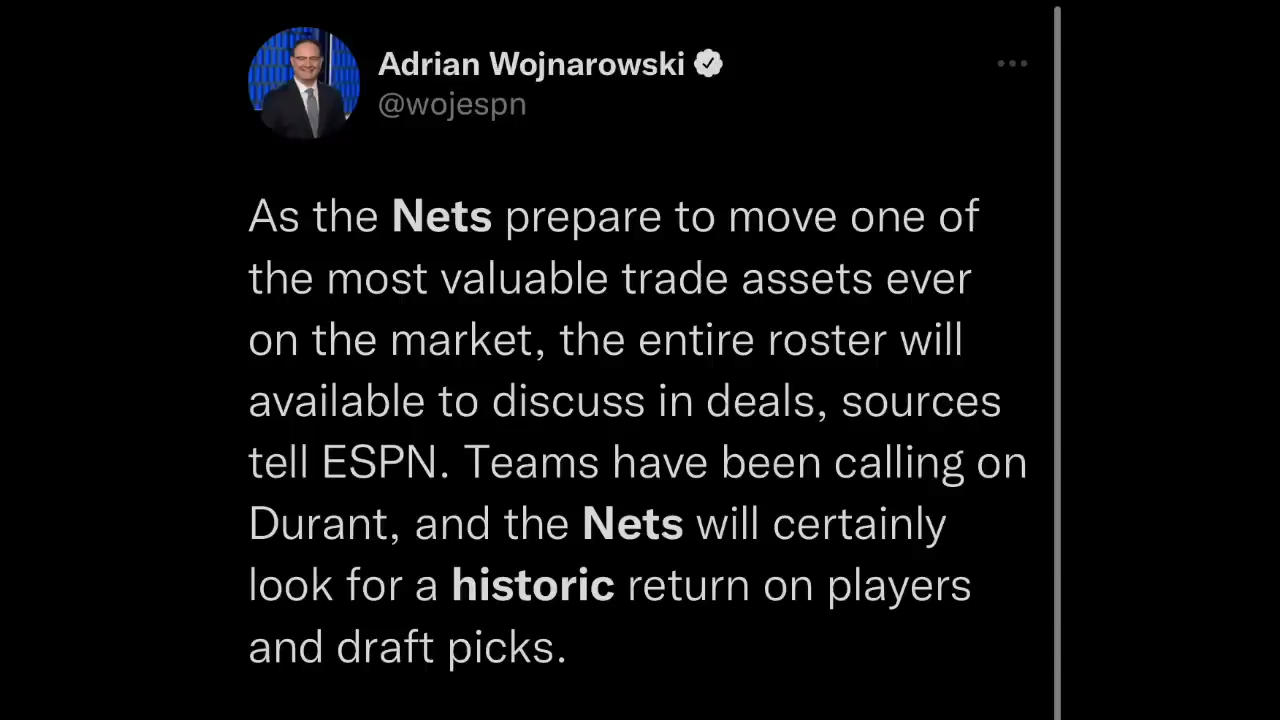 Adrian Wojnarowski
@wojespn
As the Nets prepare to move one of
the most valuable trade assets ever
on the market, the entire roster will
available to discuss in deals, sources
tell ESPN. Teams have been calling on
Durant, and the Nets will certainly
look for a historic return on players
and draft picks.